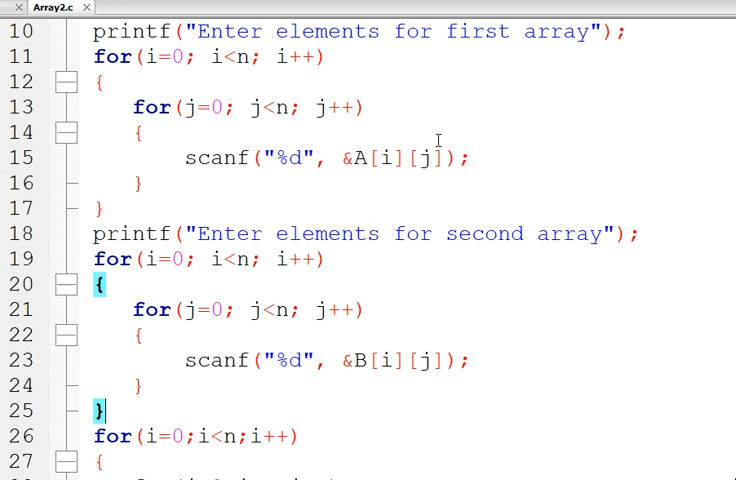 Array2.c
10 printf("Enter elements for first array");
11 for(i=0; i<n; i++)
12 {
13 for(j=0; j<n; j++)
14 {
15 scanf("%d", &A[i][j]);
16 }
17 }
18 printf("Enter elements for second array");
19 for(i=0; i<n; i++)
20 {
21 for(j=0; j<n; j++)
22 {
23 scanf("%d", &B[i][j]);
24 }
25 }
26 for(i=0;i<n;i++)
27 {